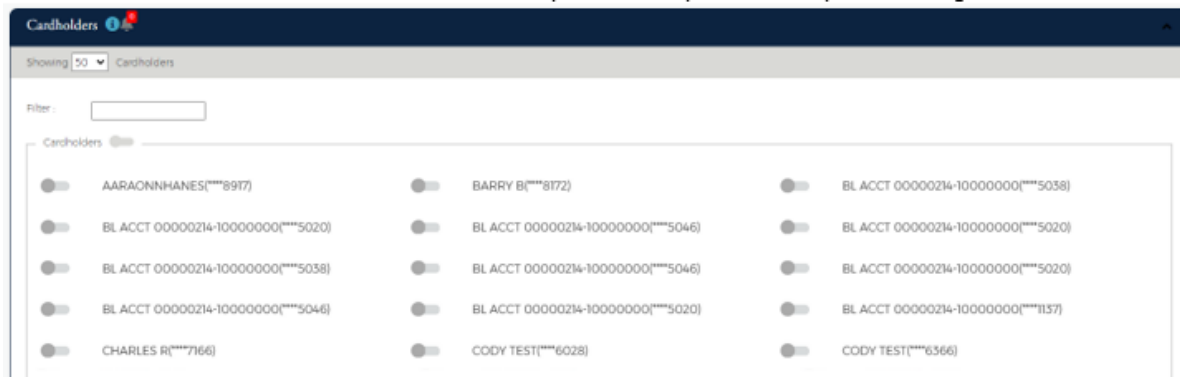 Cardholders
Showing 50 Cardholders
Filter :
Cardholders
AARAONNHANES(****8917) BARRY B(****8172) BL ACCT 00000214-10000000(****5038)
BL ACCT 00000214-10000000(****5020) BL ACCT 00000214-10000000(****5046) BL ACCT 00000214-10000000(****5020)
BL ACCT 00000214-10000000(****5038) BL ACCT 00000214-10000000(****5046) BL ACCT 00000214-10000000(****5020)
BL ACCT 00000214-10000000(****5046) BL ACCT 00000214-10000000(****5020) BL ACCT 00000214-10000000(****1137)
CHARLES R(****7166) CODY TEST(****6028) CODY TEST(****6366)